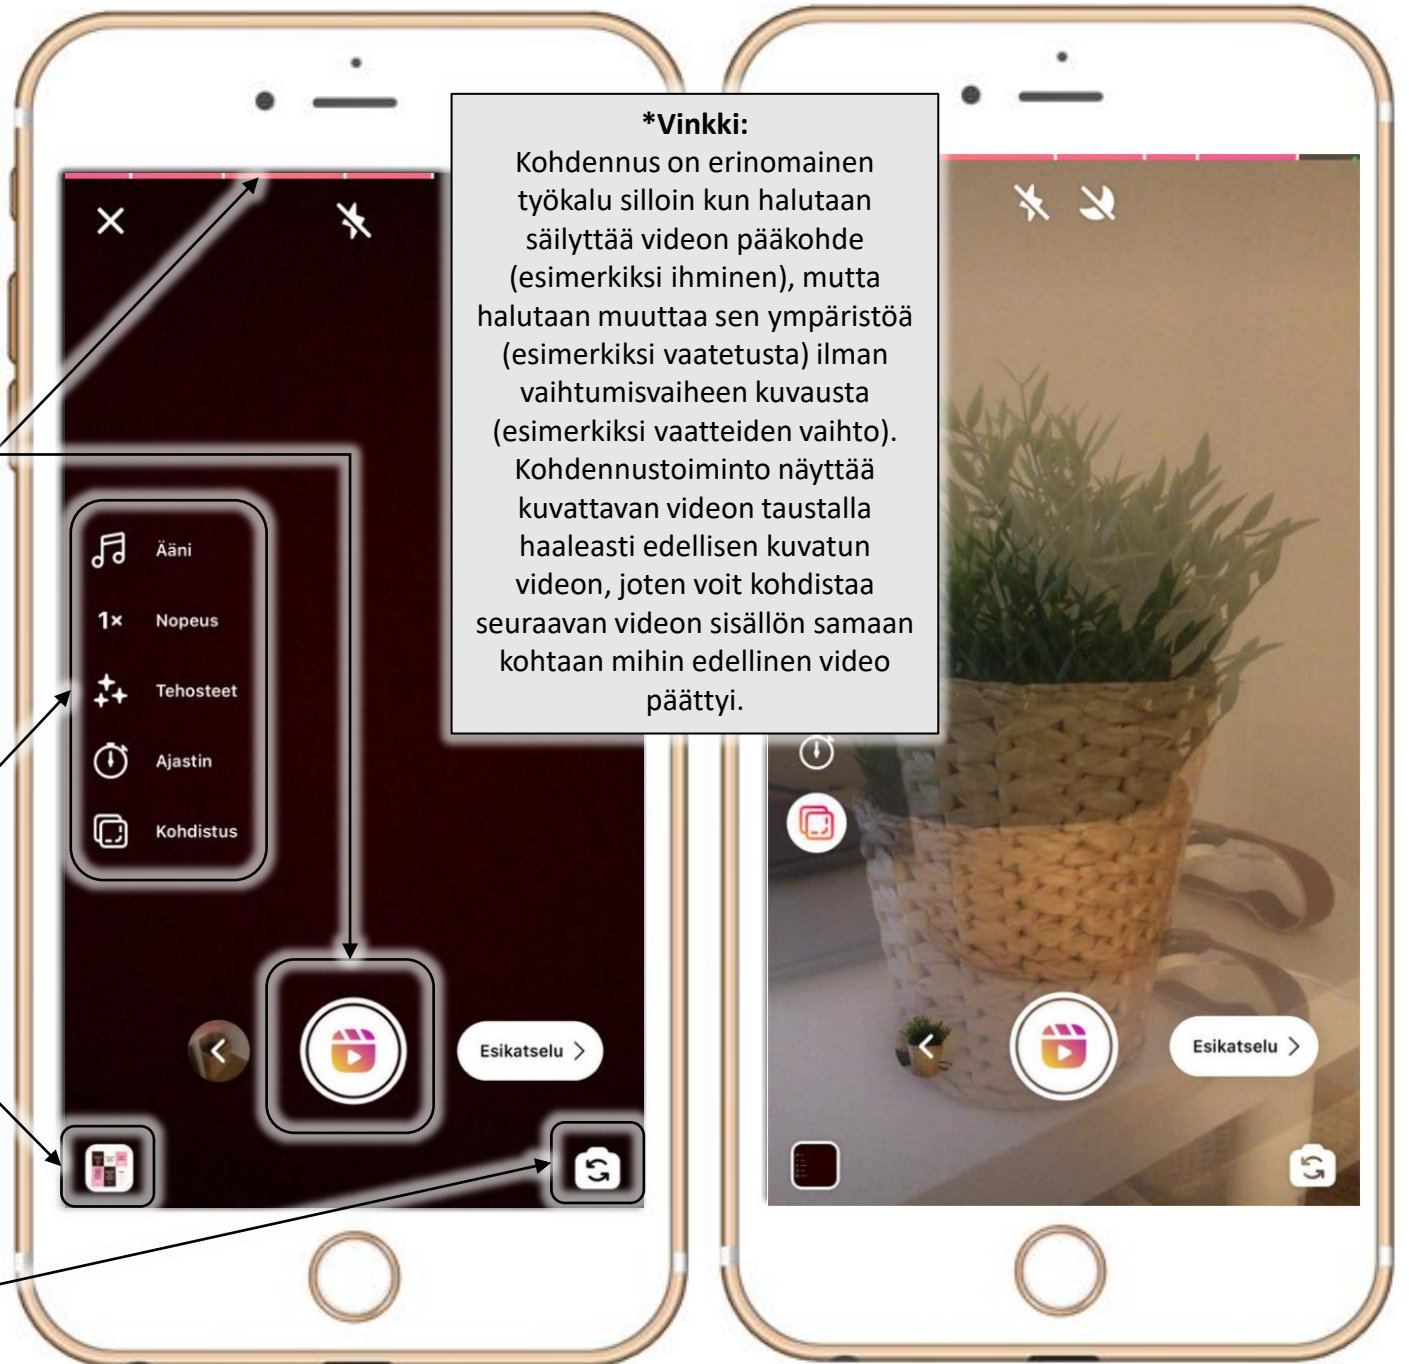 *Vinkki:
Kohdennus on erinomainen
työkalu silloin kun halutaan
säilyttää videon pääkohde
(esimerkiksi ihminen), mutta
halutaan muuttaa sen ympäristöä
(esimerkiksi vaatetusta) ilman
vaihtumisvaiheen kuvausta
(esimerkiksi vaatteiden vaihto).
Kohdennustoiminto näyttää
kuvattavan videon taustalla
haaleasti edellisen kuvatun
videon, joten voit kohdistaa
seuraavan videon sisällön samaan
kohtaan mihin edellinen video
päättyi.
Ääni
1× Nopeus
Tehosteet
Ajastin
Kohdistus
Esikatselu >
Esikatselu >